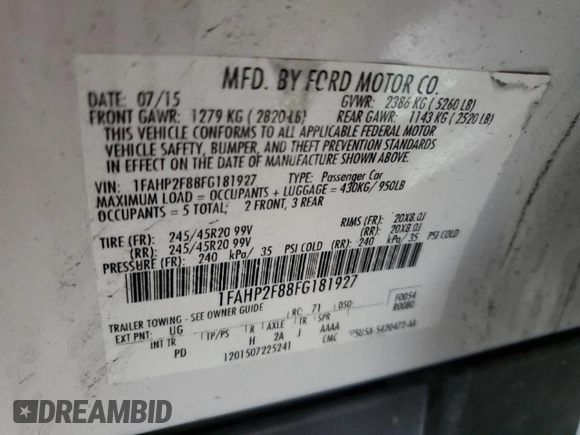 MFD. BY FORD MOTOR CO.
DATE: 07/15 GVWR: 2386 KG ( 5260 LB)
FRONT GAWR: 1279 KG ( 2820 LB) REAR GAWR: 1143 KG ( 2520 LB)
THIS VEHICLE CONFORMS TO ALL APPLICABLE FEDERAL MOTOR
VEHICLE SAFETY, BUMPER, AND THEFT PREVENTION STANDARDS
IN EFFECT ON THE DATE OF MANUFACTURE SHOWN ABOVE.
VIN: 1FAHP2F88FG181927 TYPE: Passenger Car
MAXIMUM LOAD = OCCUPANTS + LUGGAGE = 430KG/ 950LB
OCCUPANTS = 5 TOTAL; 2 FRONT, 3 REAR
TIRE (FR): 245/45R20 99V RIMS (FR): 20X8.0J
(RR): 245/45R20 99V (RR): 20X8.0J
PRESSURE (FR): 240 kPa/ 35 PSI COLD (RR): 240 kPa/ 35 PSI COLD
1FAHP2F88FG181927
TRAILER TOWING - SEE OWNER GUIDE RC: 71 DSO: F0054
R0080
EXT PNT: UG INT TR TP/PS R AXLE TR SPR
PD H 2A J AAAA
1201507225241 CMC
DREAMBID